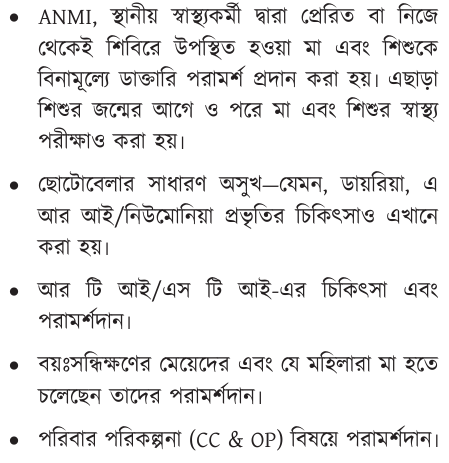 • ANMI, স্থানীয় স্বাস্থ্যকর্মী দ্বারা প্রেরিত বা নিজে
থেকেই শিবিরে উপস্থিত হওয়া মা এবং শিশুকে
বিনামূল্যে ডাক্তারি পরামর্শ প্রদান করা হয়। এছাড়া
শিশুর জন্মের আগে ও পরে মা এবং শিশুর স্বাস্থ্য
পরীক্ষাও করা হয়।
• ছোটোবেলার সাধারণ অসুখ—যেমন, ডায়রিয়া, এ
আর আই/নিউমোনিয়া প্রভৃতির চিকিৎসাও এখানে
করা হয়।
• আর টি আই/এস টি আই-এর চিকিৎসা এবং
পরামর্শদান।
• বয়ঃসন্ধিক্ষণের মেয়েদের এবং যে মহিলারা মা হতে
চলেছেন তাদের পরামর্শদান।
• পরিবার পরিকল্পনা (CC & OP) বিষয়ে পরামর্শদান।